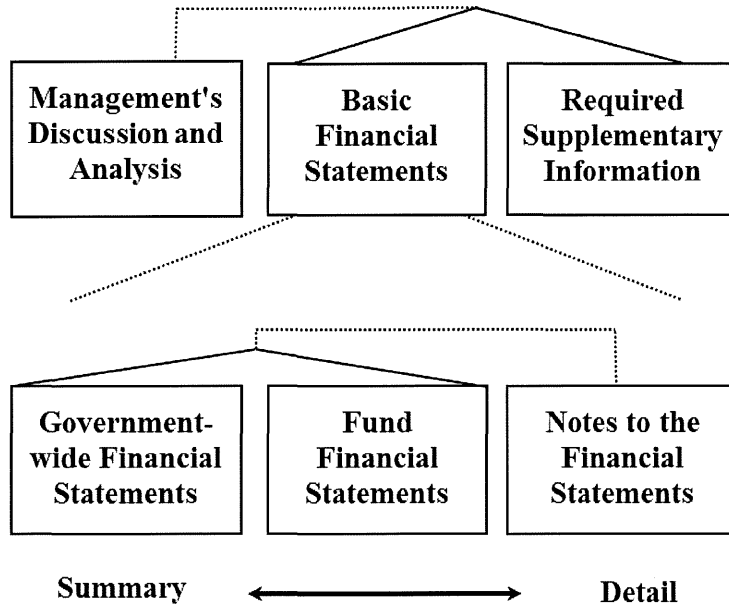 Management's
Discussion and
Analysis
Basic
Financial
Statements
Required
Supplementary
Information
Government-
wide Financial
Statements
Fund
Financial
Statements
Notes to the
Financial
Statements
Summary
Detail